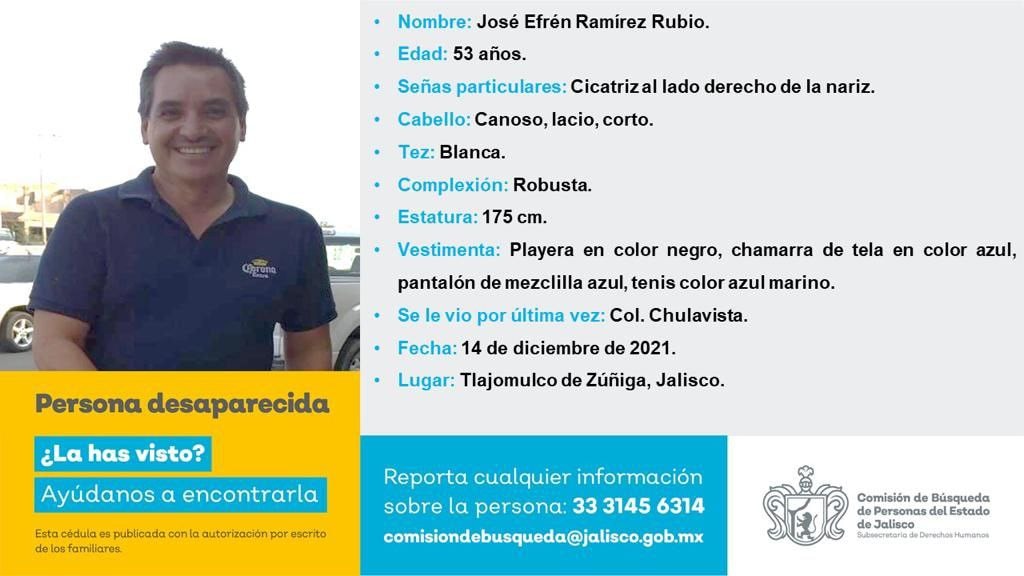 Nombre: José Efrén Ramírez Rubio.
Edad: 53 años.
Señas particulares: Cicatriz al lado derecho de la nariz.
Cabello: Canoso, lacio, corto.
Tez: Blanca.
Complexión: Robusta.
Estatura: 175 cm.
Vestimenta: Playera en color negro, chamarra de tela en color azul,
pantalón de mezclilla azul, tenis color azul marino.
Se le vio por última vez: Col. Chulavista.
Fecha: 14 de diciembre de 2021.
Lugar: Tlajomulco de Zúñiga, Jalisco.
Corona
Extra
Persona desaparecida
¿La has visto?
Ayúdanos a encontrarla
Esta cédula es publicada con la autorización por escrito
de los familiares.
Reporta cualquier información
sobre la persona: 33 3145 6314
comisiondebusqueda@jalisco.gob.mx
Comisión de Búsqueda
de Personas del Estado
de Jalisco
Subsecretaría de Derechos Humanos